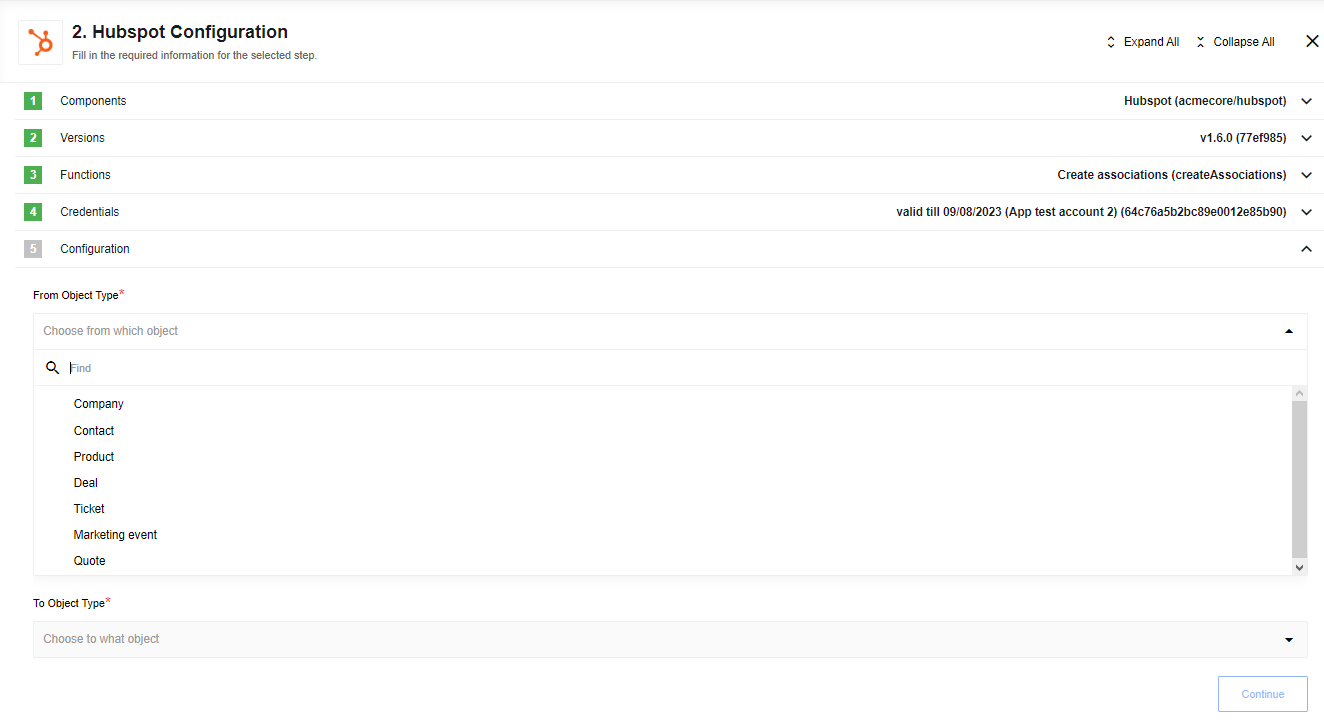 2. Hubspot Configuration
Fill in the required information for the selected step.
Expand All
Collapse All
1 Components Hubspot (acmecore/hubspot)
2 Versions v1.6.0 (77ef985)
3 Functions Create associations (createAssociations)
4 Credentials valid till 09/08/2023 (App test account 2) (64c76a5b2bc89e0012e85b90)
5 Configuration
From Object Type*
Choose from which object
Find
Company
Contact
Product
Deal
Ticket
Marketing event
Quote
To Object Type*
Choose to what object
Continue